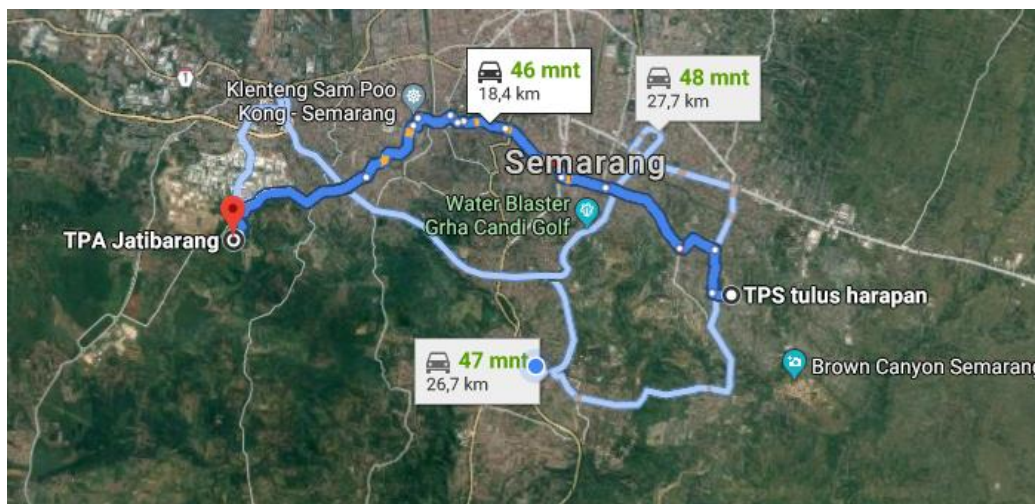 46 mnt
18,4 km
48 mnt
27,7 km
1
Klenteng Sam Poo
Kong - Semarang
Semarang
Water Blaster
Grha Candi Golf
TPA Jatibarang
TPS tulus harapan
47 mnt
26,7 km
Brown Canyon Semarang